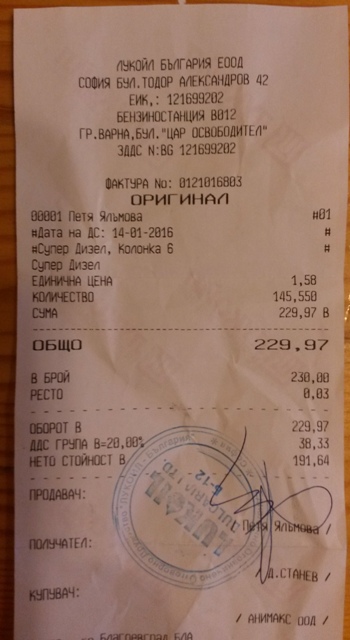 ЛУКОЙЛ БЪЛГАРИЯ ЕООД
СОФИЯ БУЛ.ТОДОР АЛЕКСАНДРОВ 42
ЕИК,: 121699202
БЕНЗИНОСТАНЦИЯ В012
ГР.ВАРНА,БУЛ."ЦАР ОСВОБОДИТЕЛ"
ЗДДС N:BG 121699202
ФАКТУРА No: 0121016803
ОРИГИНАЛ
00001 Петя Ялъмова #01
#Дата на ДС: 14-01-2016 #
#Супер Дизел, Колонка 6 #
Супер Дизел
ЕДИНИЧНА ЦЕНА 1,58
КОЛИЧЕСТВО 145,550
СУМА 229,97 В
ОБЩО 229,97
В БРОЙ 230,00
РЕСТО 0,03
ОБОРОТ В 229,97
ДДС ГРУПА В=20,00% 38,33
НЕТО СТОЙНОСТ В 191,64
ПРОДАВАЧ:
Петя Ялъмова /
ПОЛУЧАТЕЛ:
Д.СТАНЕВ /
КУПУВАЧ:
/ АНИМАКС ООД /
Благоевград